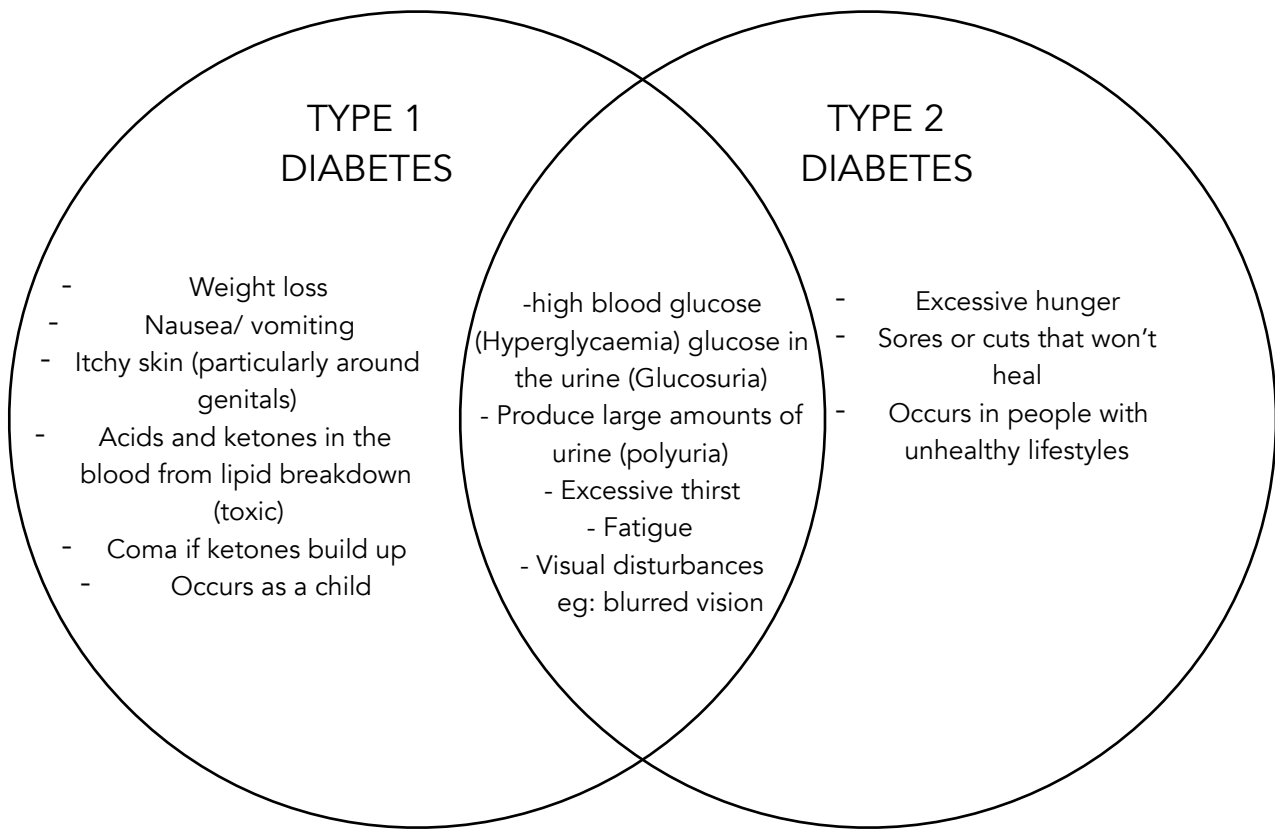 TYPE 1
DIABETES
- Weight loss
- Nausea/ vomiting
- Itchy skin (particularly around
genitals)
- Acids and ketones in the
blood from lipid breakdown
(toxic)
- Coma if ketones build up
- Occurs as a child
-high blood glucose
(Hyperglycaemia) glucose in
the urine (Glucosuria)
- Produce large amounts of
urine (polyuria)
- Excessive thirst
- Fatigue
- Visual disturbances
eg: blurred vision
TYPE 2
DIABETES
- Excessive hunger
- Sores or cuts that won’t
heal
- Occurs in people with
unhealthy lifestyles